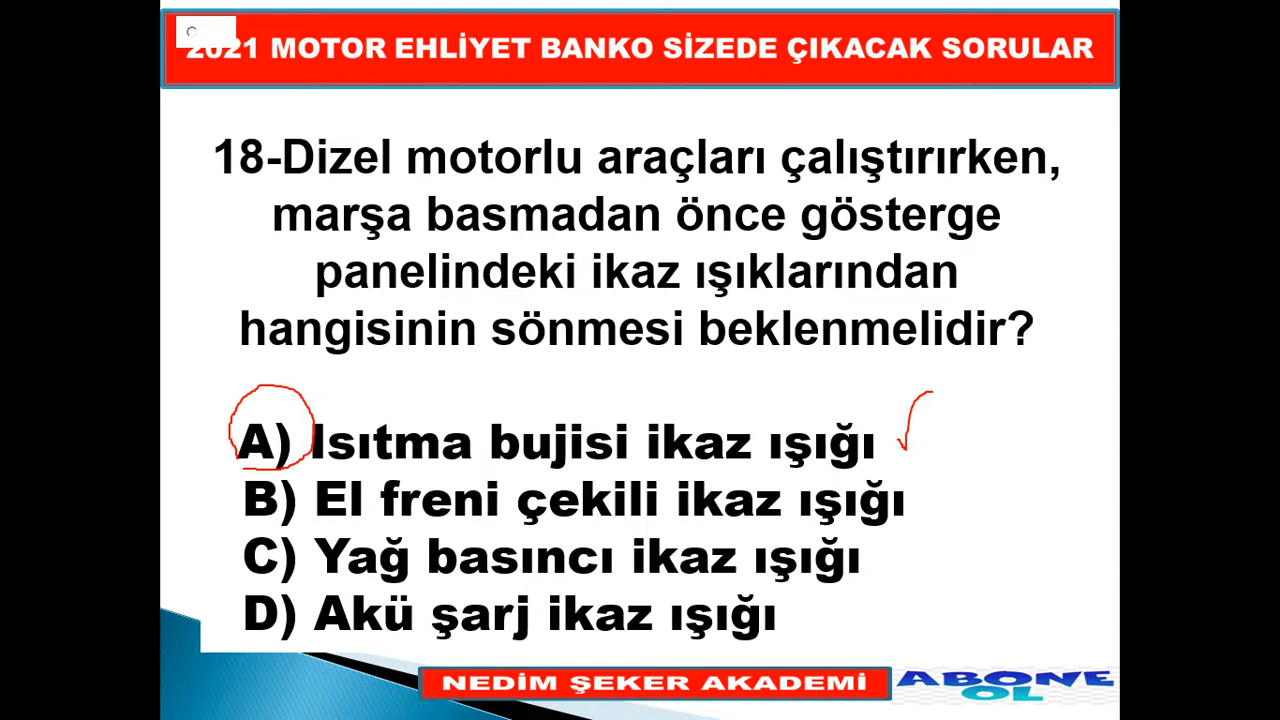 2021 MOTOR EHLİYET BANKO SİZEDE ÇIKACAK SORULAR
18-Dizel motorlu araçları çalıştırırken,
marşa basmadan önce gösterge
panelindeki ikaz ışıklarından
hangisinin sönmesi beklenmelidir?
A) Isıtma bujisi ikaz ışığı
B) El freni çekili ikaz ışığı
C) Yağ basıncı ikaz ışığı
D) Akü şarj ikaz ışığı
NEDİM ŞEKER AKADEMİ
ABONE
OL